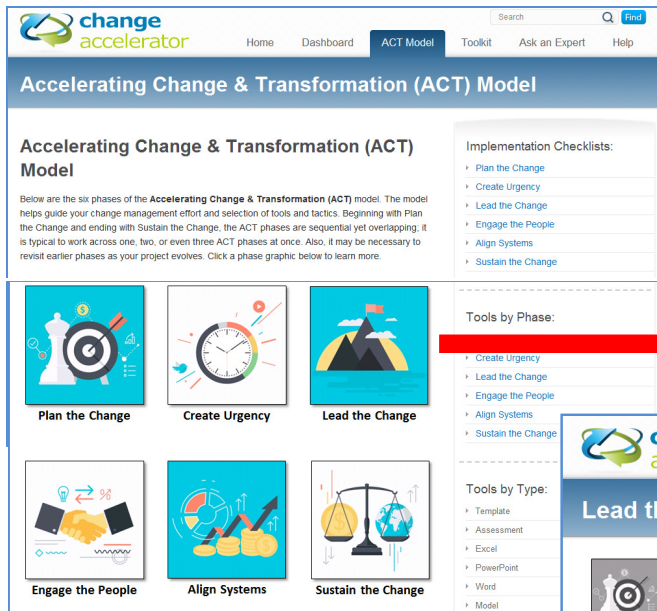 change
accelerator
Search
Find
Home
Dashboard
ACT Model
Toolkit
Ask an Expert
Help
Accelerating Change & Transformation (ACT) Model
Accelerating Change & Transformation (ACT)
Model
Below are the six phases of the Accelerating Change & Transformation (ACT) model. The model
helps guide your change management effort and selection of tools and tactics. Beginning with Plan
the Change and ending with Sustain the Change, the ACT phases are sequential yet overlapping; it
is typical to work across one, two, or even three ACT phases at once. Also, it may be necessary to
revisit earlier phases as your project evolves. Click a phase graphic below to learn more.
Implementation Checklists:
Plan the Change
Create Urgency
Lead the Change
Engage the People
Align Systems
Sustain the Change
Plan the Change
Create Urgency
Lead the Change
Engage the People
Align Systems
Sustain the Change
Tools by Phase:
Create Urgency
Lead the Change
Engage the People
Align Systems
Sustain the Change
Tools by Type:
Template
Assessment
Excel
PowerPoint
Word
Model
Lead th